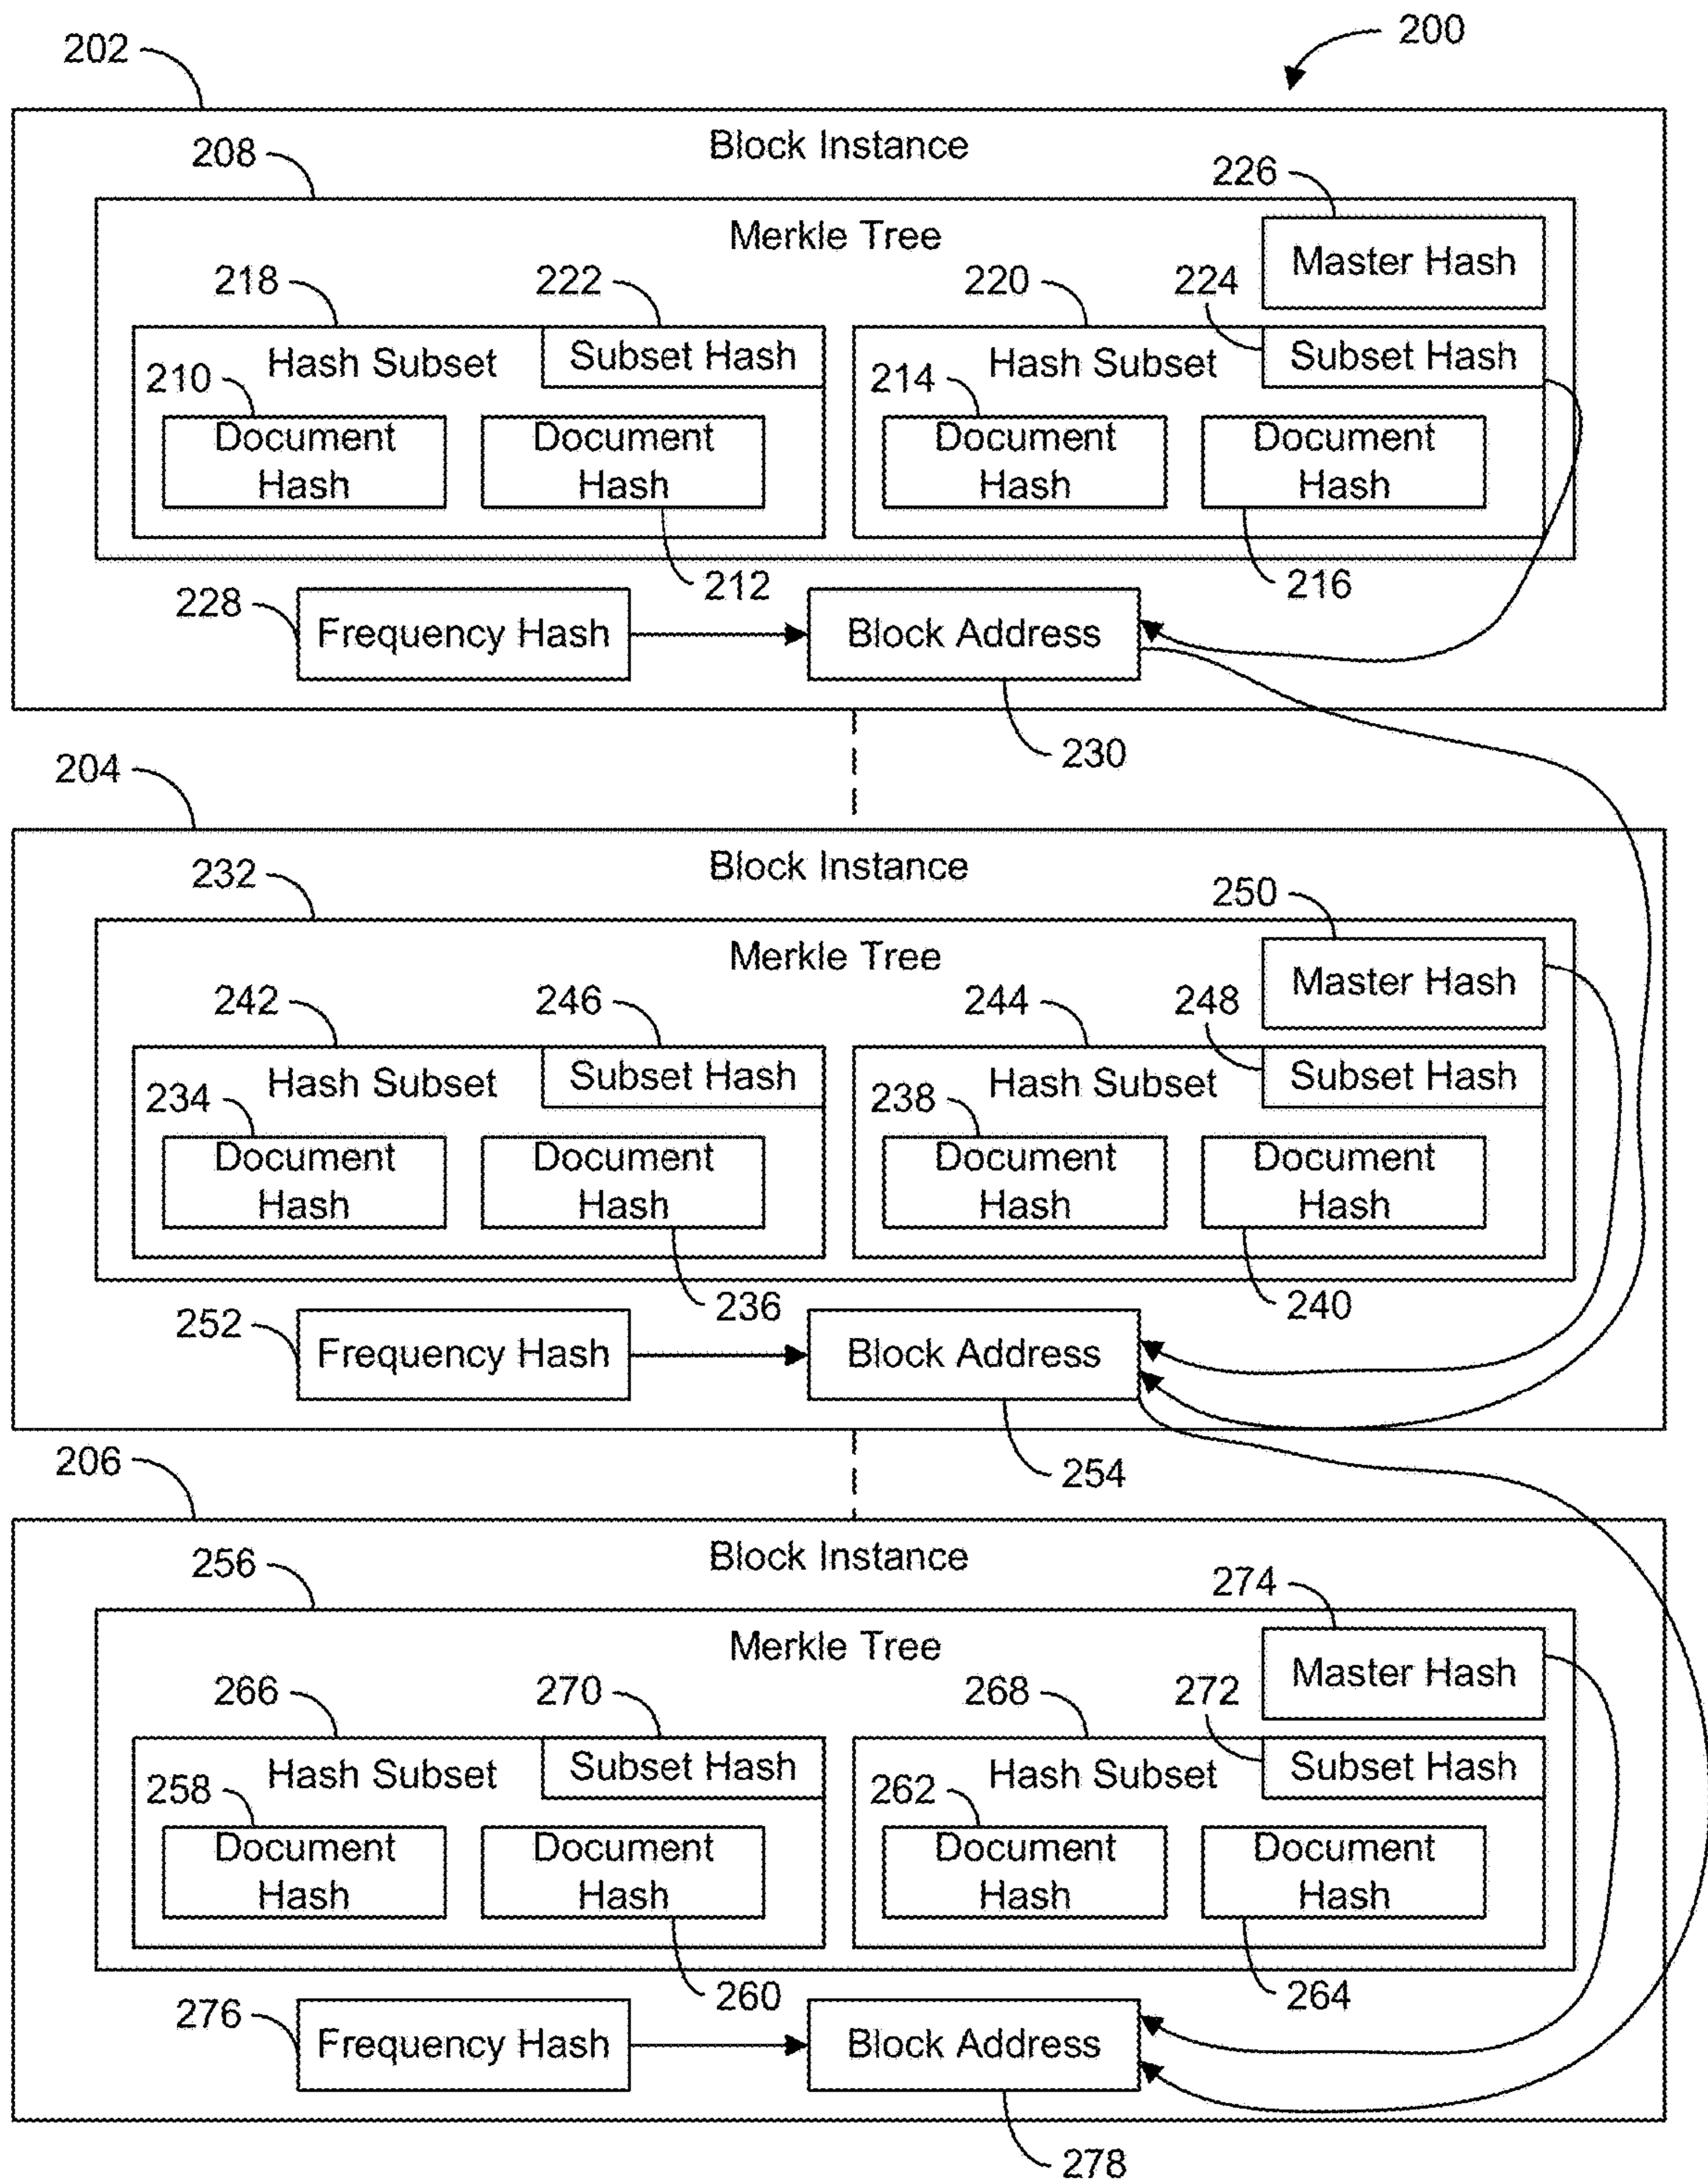 200
202
Block Instance
208
226
Merkle Tree
Master Hash
218
222
220
224
Hash Subset
Subset Hash
Hash Subset
Subset Hash
210
214
Document
Hash
Document
Hash
Document
Hash
Document
Hash
212
216
228
Frequency Hash
Block Address
230
204
Block Instance
232
250
Merkle Tree
Master Hash
242
246
244
248
Hash Subset
Subset Hash
Hash Subset
Subset Hash
234
238
Document
Hash
Document
Hash
Document
Hash
Document
Hash
236
240
252
Frequency Hash
Block Address
254
206
Block Instance
256
274
Merkle Tree
Master Hash
266
270
268
272
Hash Subset
Subset Hash
Hash Subset
Subset Hash
258
262
Document
Hash
Document
Hash
Document
Hash
Document
Hash
260
264
276
Frequency Hash
Block Address
278